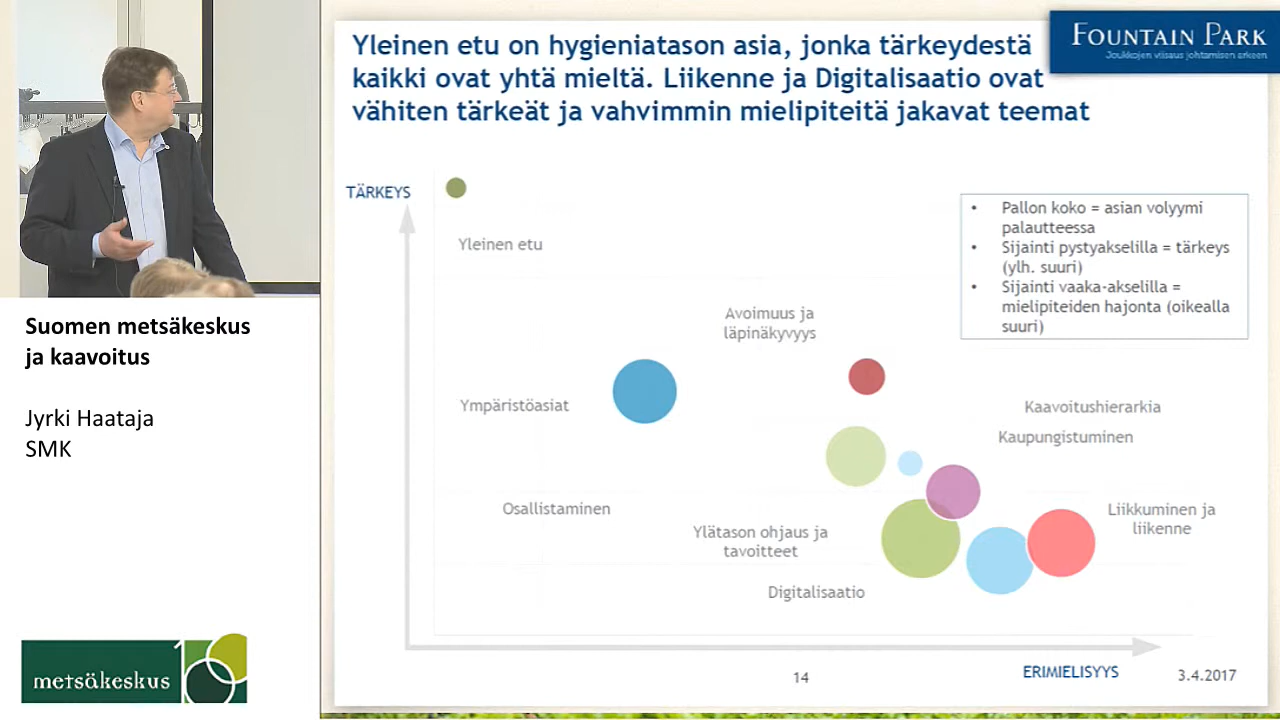 Yleinen etu on hygieniatason asia, jonka tärkeydestä
kaikki ovat yhtä mieltä. Liikenne ja Digitalisaatio ovat
vähiten tärkeät ja vahvimmin mielipiteitä jakavat teemat
FOUNTAIN PARK
Joukkojen viisaus johtamisen arkeen
TÄRKEYS
Yleinen etu
• Pallon koko = asian volyymi
palautteessa
• Sijainti pystyakselilla = tärkeys
(ylh. suuri)
• Sijainti vaaka-akselilla =
mielipiteiden hajonta (oikealla
suuri)
Avoimuus ja
läpinäkyvyys
Ympäristöasiat
Kaavoitushierarkia
Kaupungistuminen
Osallistaminen
Ylätason ohjaus ja
tavoitteet
Liikkuminen ja
liikenne
Digitalisaatio
ERIMIELISYYS
14
3.4.2017
Suomen metsäkeskus
ja kaavoitus
Jyrki Haataja
SMK
metsäkeskus